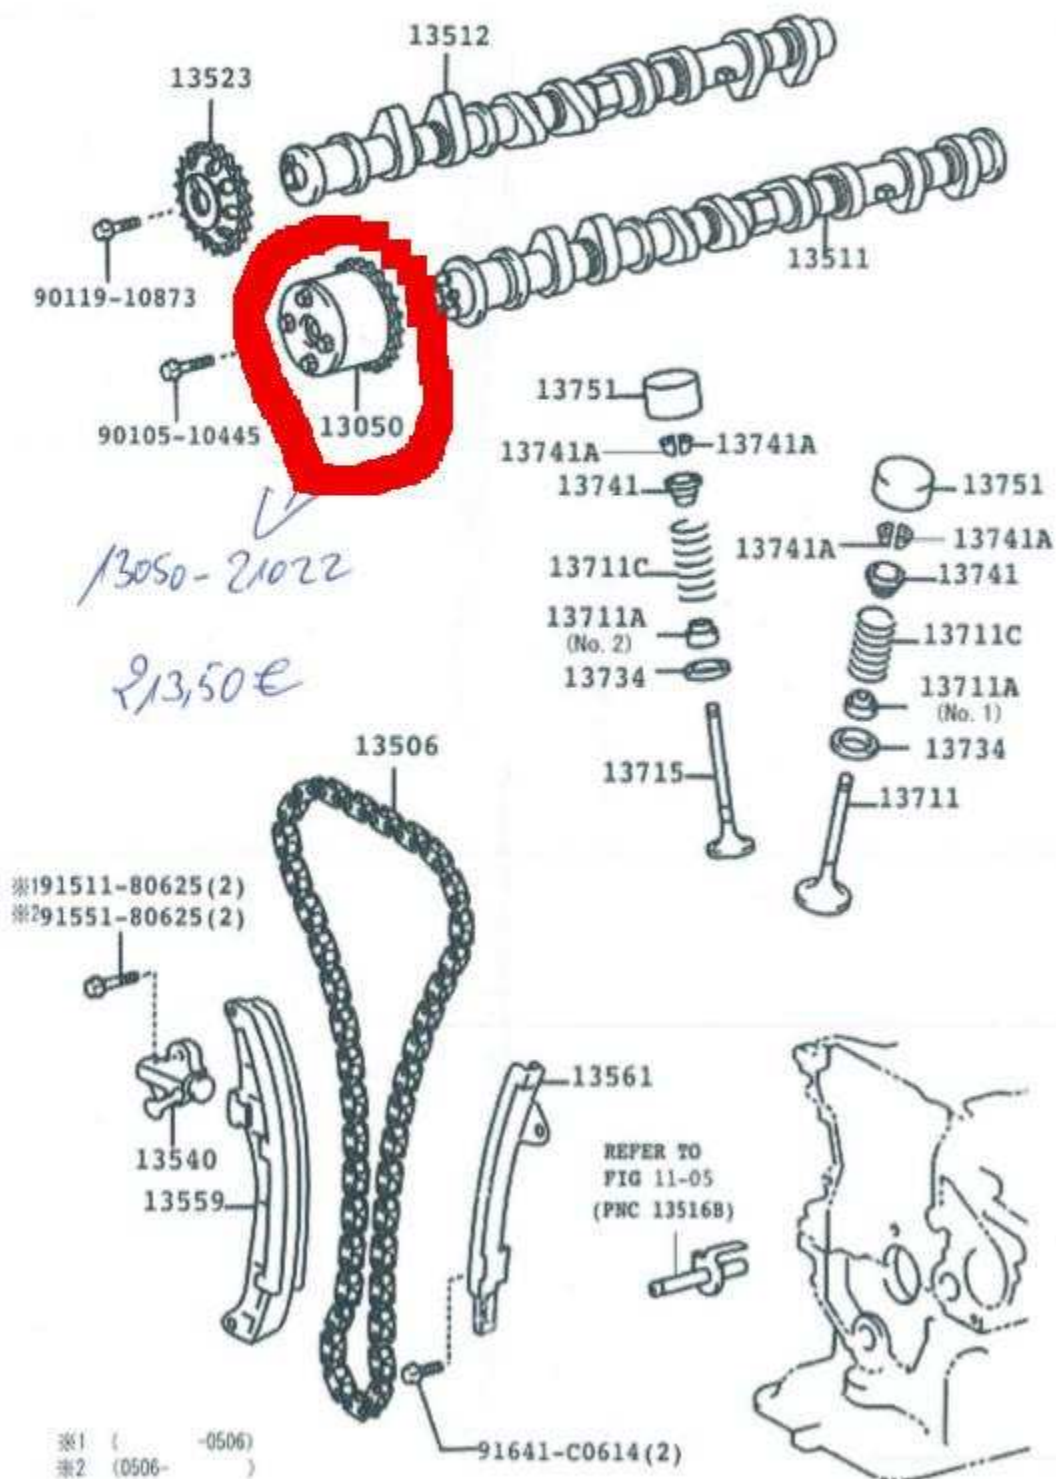 13512
13523
90119-10873
13511
90105-10445
13050
13050-21022
213,50 €
13751
13741A
13741A
13741
13711C
13711A
(No. 2)
13734
13715
13751
13741A
13741A
13741
13711C
13711A
(No. 1)
13734
13711
13506
※191511-80625(2)
※291551-80625(2)
13540
13559
13561
REFER TO
FIG 11-05
(PNC 13516B)
91641-C0614(2)
※1 ( -0506)
※2 (0506- )